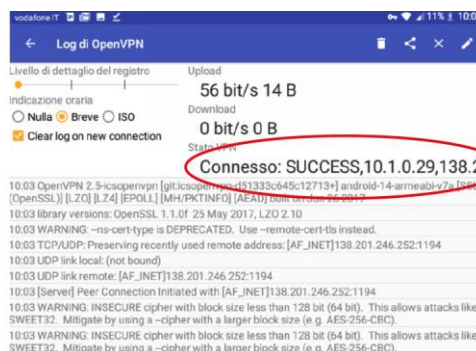 vodafone IT 11% 10:0
Log di OpenVPN
Livello di dettaglio del registro
Upload
56 bit/s 14 B
Indicazione oraria
Download
Nulla Breve ISO
0 bit/s 0 B
Clear log on new connection
Stato VPN
Connesso: SUCCESS,10.1.0.29,138.2
10:03 OpenVPN 2.5-icsopenvpn [git:icsopenvpn-d51333c645c12713+] android-14-armeabi-v7a [SSL
(OpenSSL)] [LZO] [LZ4] [EPOLL] [MH/PKTINFO] [AEAD] built on Jun 26 2017
10:03 library versions: OpenSSL 1.1.0f 25 May 2017, LZO 2.10
10:03 WARNING: --ns-cert-type is DEPRECATED. Use --remote-cert-tls instead.
10:03 TCP/UDP: Preserving recently used remote address: [AF_INET]138.201.246.252:1194
10:03 UDP link local: (not bound)
10:03 UDP link remote: [AF_INET]138.201.246.252:1194
10:03 [Server] Peer Connection Initiated with [AF_INET]138.201.246.252:1194
10:03 WARNING: INSECURE cipher with block size less than 128 bit (64 bit). This allows attacks like
SWEET32. Mitigate by using a --cipher with a larger block size (e.g. AES-256-CBC).
10:03 WARNING: INSECURE cipher with block size less than 128 bit (64 bit). This allows attacks like
SWEET32. Mitigate by using a --cipher with a larger block size (e.g. AES-256-CBC).